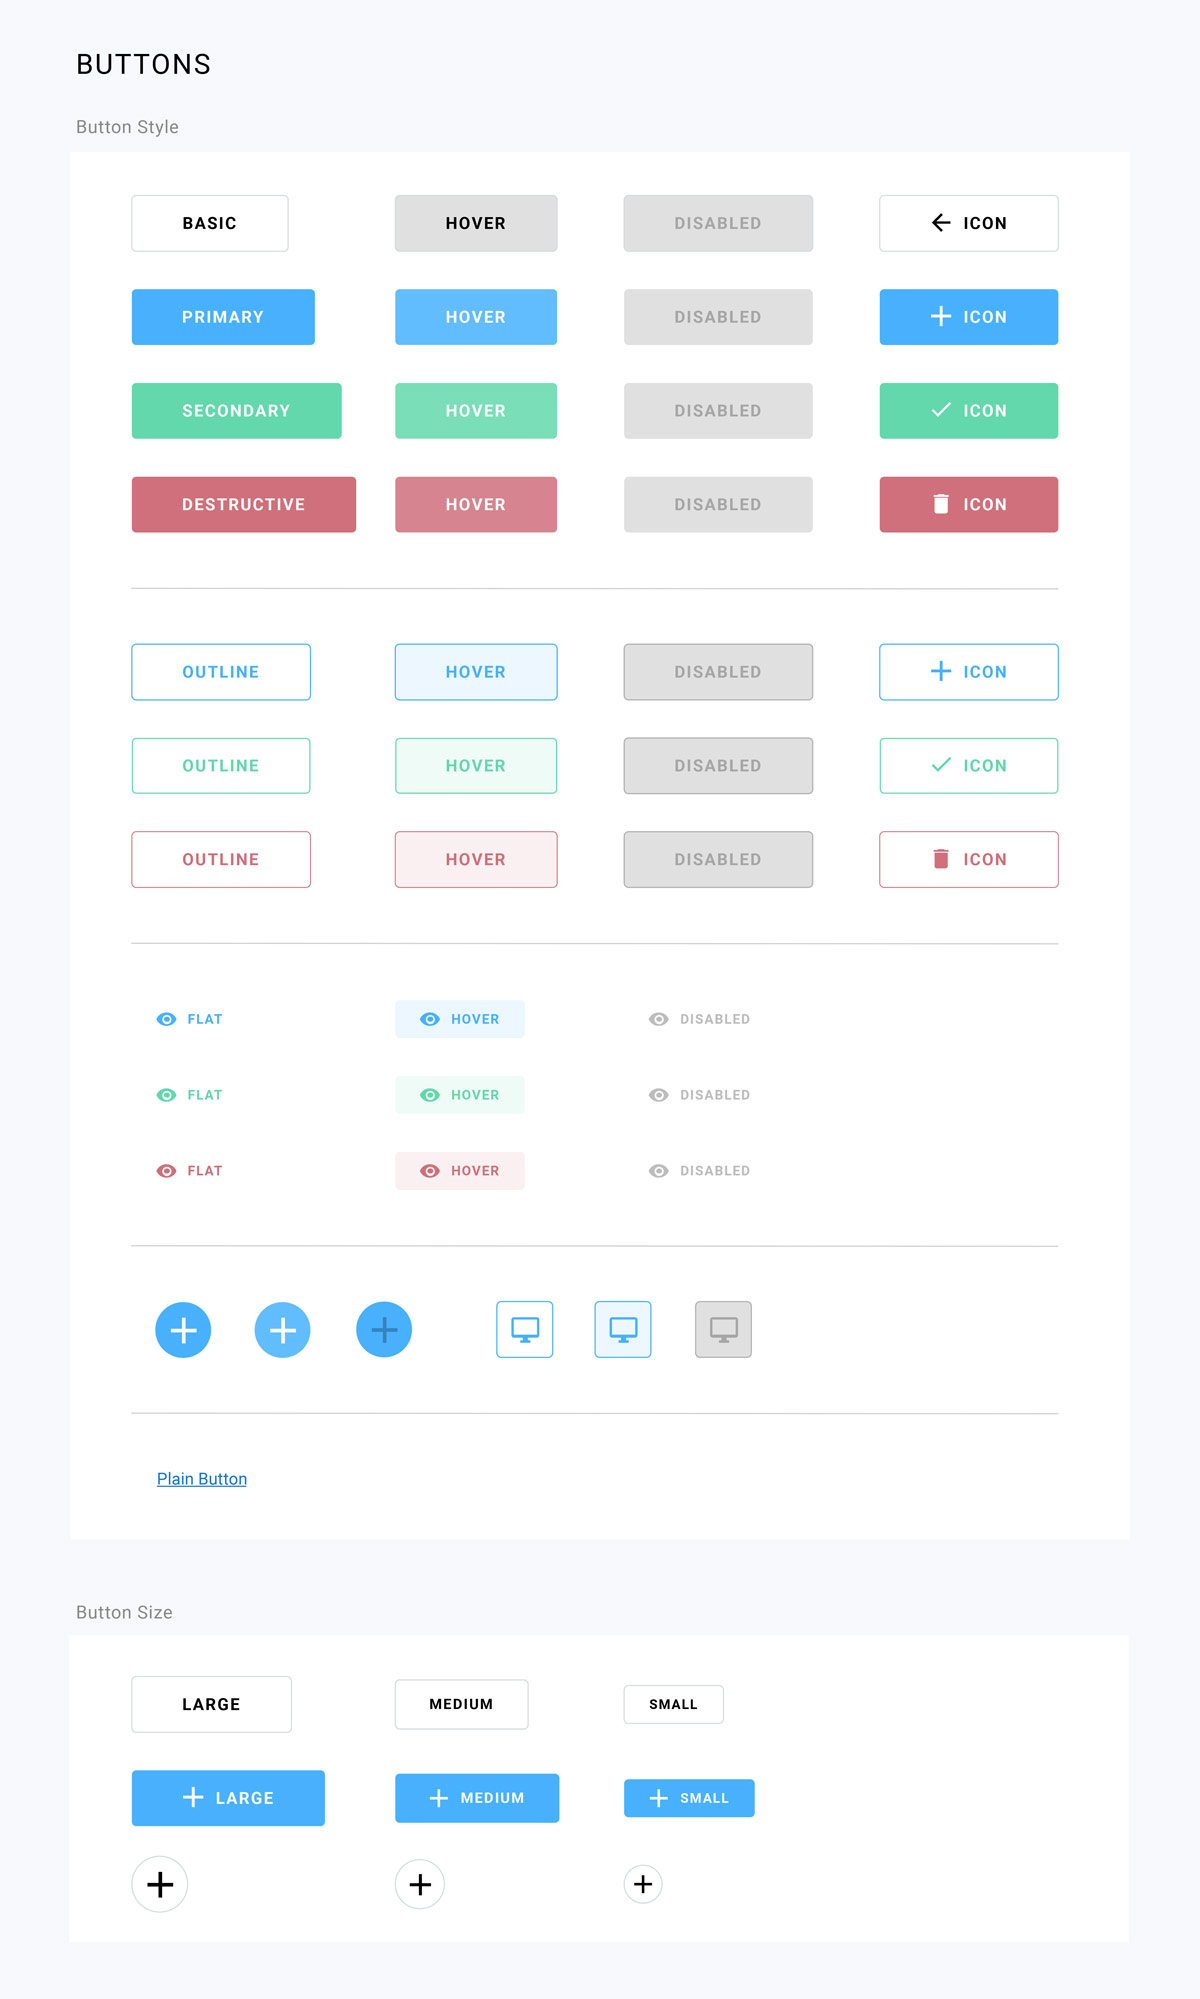 BUTTONS
Button Style
BASIC HOVER DISABLED ICON
PRIMARY HOVER DISABLED ICON
SECONDARY HOVER DISABLED ICON
DESTRUCTIVE HOVER DISABLED ICON
OUTLINE HOVER DISABLED ICON
OUTLINE HOVER DISABLED ICON
OUTLINE HOVER DISABLED ICON
FLAT HOVER DISABLED
FLAT HOVER DISABLED
FLAT HOVER DISABLED
Plain Button
Button Size
LARGE MEDIUM SMALL
LARGE MEDIUM SMALL